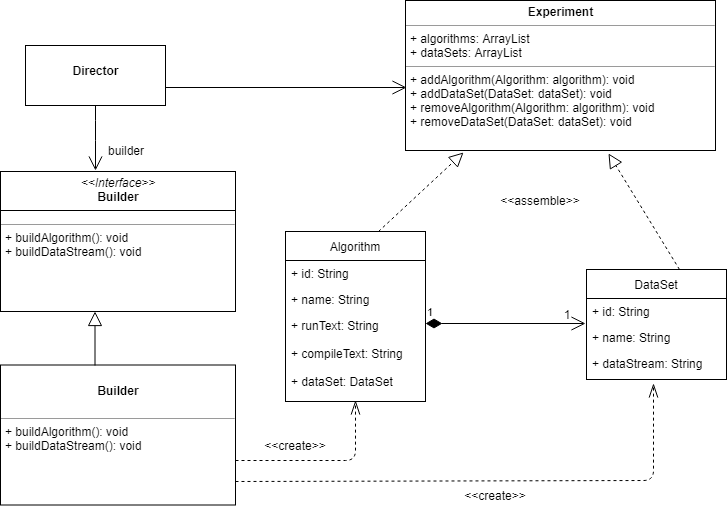 Experiment
+ algorithms: ArrayList
+ dataSets: ArrayList
+ addAlgorithm(Algorithm: algorithm): void
+ addDataSet(DataSet: dataSet): void
+ removeAlgorithm(Algorithm: algorithm): void
+ removeDataSet(DataSet: dataSet): void
Director
builder
<<Interface>>
Builder
+ buildAlgorithm(): void
+ buildDataStream(): void
<<assemble>>
Algorithm
+ id: String
+ name: String
+ runText: String
+ compileText: String
+ dataSet: DataSet
1
1
DataSet
+ id: String
+ name: String
+ dataStream: String
Builder
+ buildAlgorithm(): void
+ buildDataStream(): void
<<create>>
<<create>>